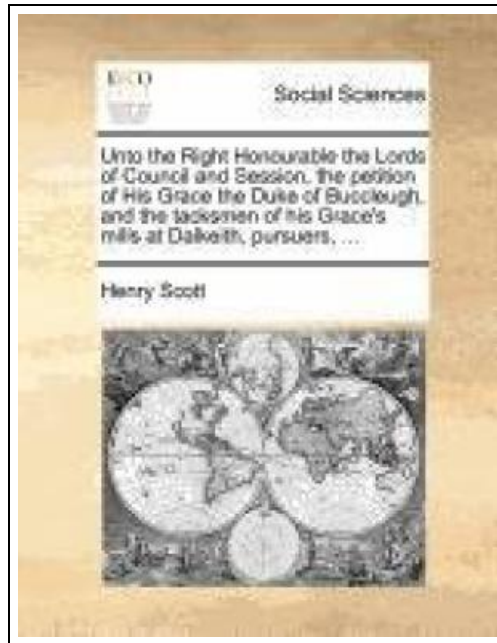 ECCO
Social Sciences
Unto the Right Honourable the Lords
of Council and Session, the petition
of His Grace the Duke of Buccleugh,
and the tacksmen of his Grace's
mills at Dalkeith, pursuers, ...
Henry Scott